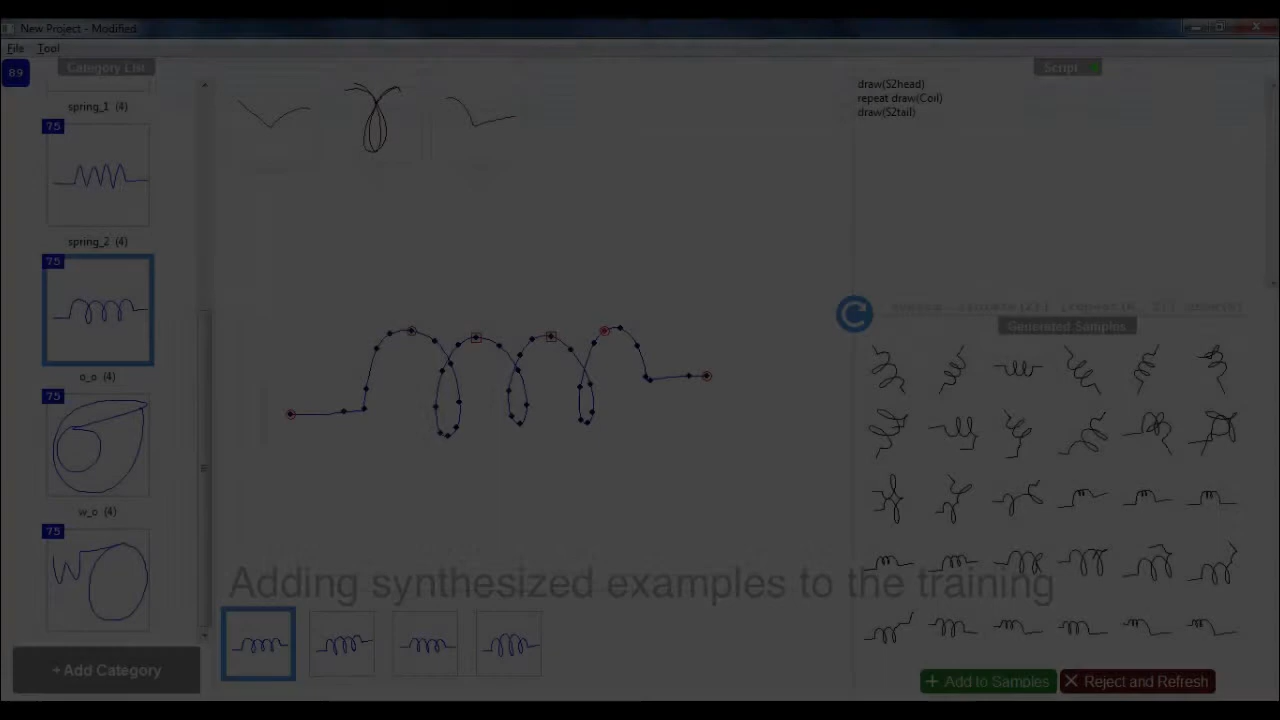 New Project - Modified
File Tool
89
Category List
spring_1 (4)
75
spring_2 (4)
75
o_o (4)
75
w_o (4)
75
+ Add Category
Script
draw(S2head)
repeat draw(Coil)
draw(S2tail)
Generated Samples
Adding synthesized examples to the training
+ Add to Samples
Reject and Refresh